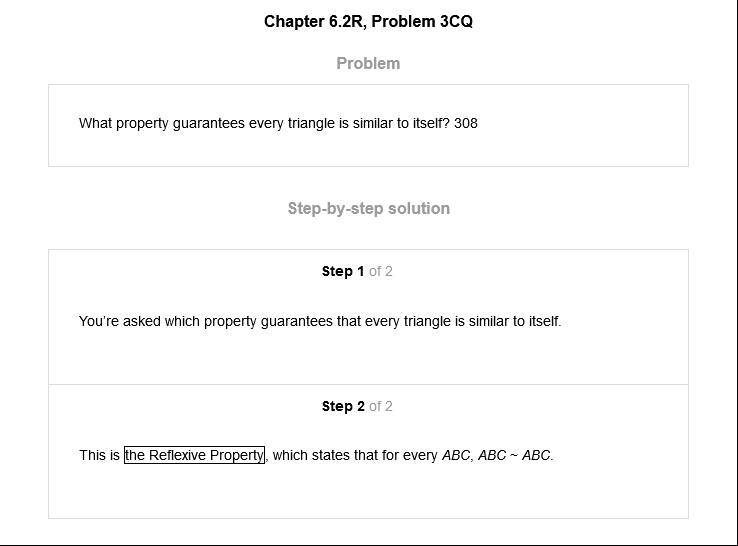 Chapter 6.2R, Problem 3CQ
Problem
What property guarantees every triangle is similar to itself? 308
Step-by-step solution
Step 1 of 2
You're asked which property guarantees that every triangle is similar to itself.
Step 2 of 2
This is the Reflexive Property, which states that for every ABC, ABC ~ ABC.